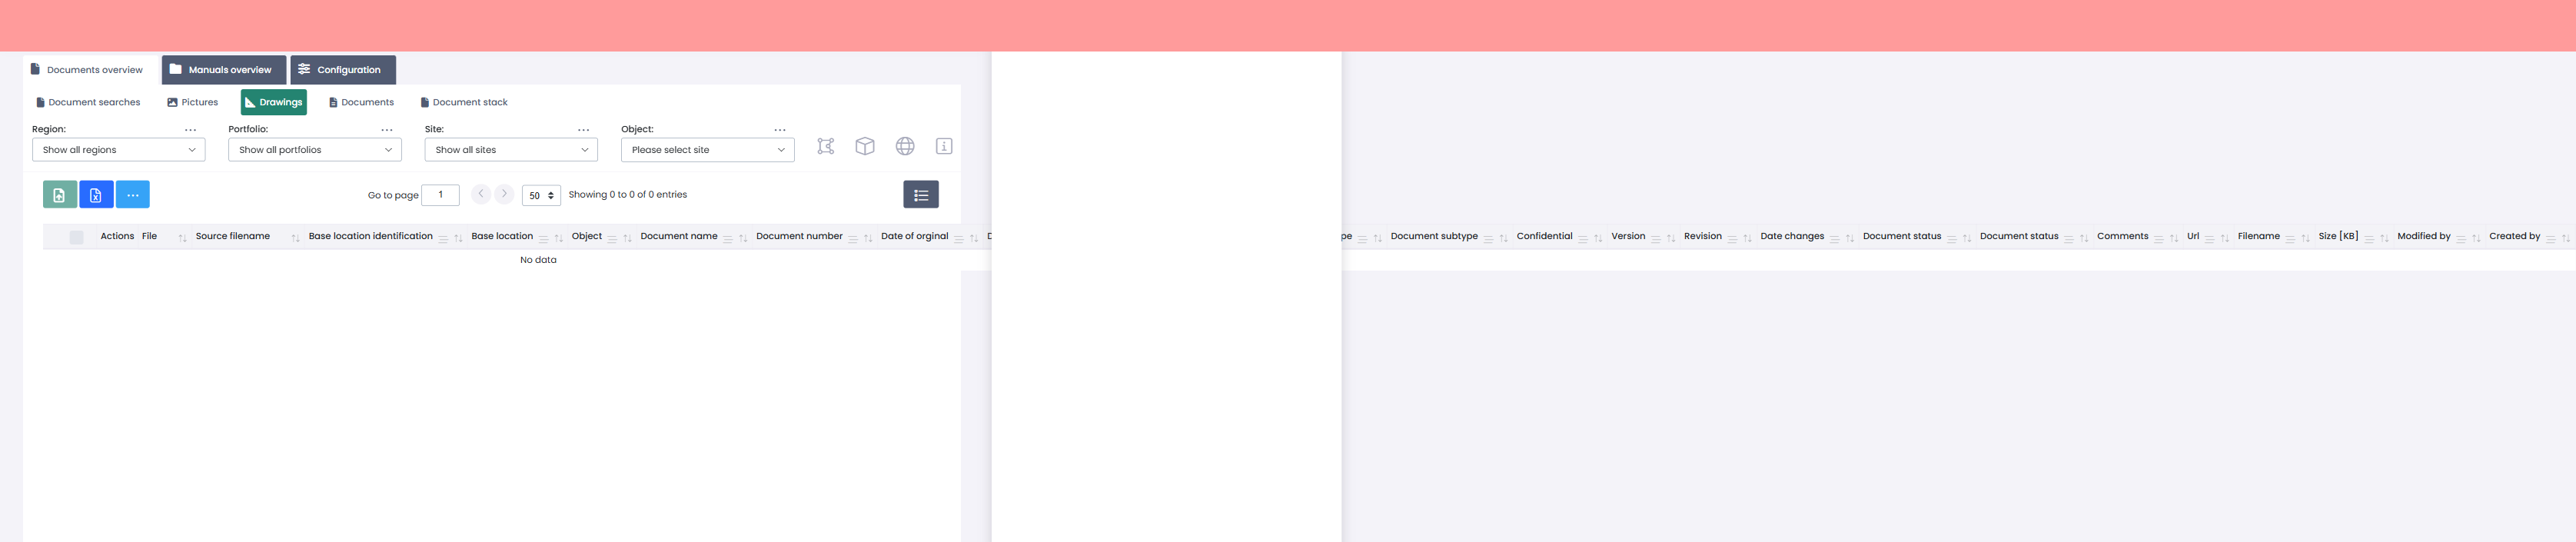 Documents overview Manuals overview Configuration
Document searches Pictures Drawings Documents Document stack
Region: ... Portfolio: ... Site: ... Object: ...
Show all regions Show all portfolios Show all sites Please select site
... Go to page 1 50 Showing 0 to 0 of 0 entries
Actions File Source filename Base location identification Base location Object Document name Document number Date of orginal D pe Document subtype Confidential Version Revision Date changes Document status Document status Comments Url Filename Size [KB] Modified by Created by
No data